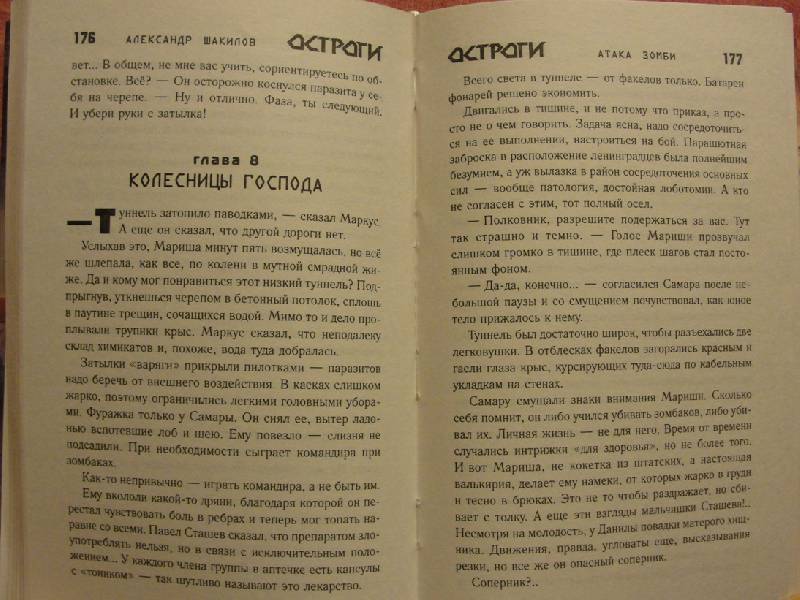 176 АЛЕКСАНДР ШАКИЛОВ ОСТРОГИ
вет... В общем, не мне вас учить, сориентируетесь по об-
становке. Всё? — Он осторожно коснулся паразита у се-
бя на черепе. — Ну и отлично. Фаза, ты следующий.
И убери руки с затылка!
глава 8
КОЛЕСНИЦЫ ГОСПОДА
— Туннель затопило паводками, — сказал Маркус.
А еще он сказал, что другой дороги нет.
Услыхав это, Мариша минут пять возмущалась, но всё
же шлепала, как все, по колени в мутной смрадной жи-
же. Да и кому мог понравиться этот низкий туннель? Под-
прыгнув, уткнешься черепом в бетонный потолок, сплошь
в паутине трещин, сочащихся водой. Мимо то и дело про-
плывали трупики крыс. Маркус сказал, что неподалеку
склад химикатов и, похоже, вода туда добралась.
Затылки «варяги» прикрыли пилотками — паразитов
надо беречь от внешнего воздействия. В касках слишком
жарко, поэтому ограничились легкими головными убора-
ми. Фуражка только у Самары. Он снял ее, вытер ладо-
нью вспотевшие лоб и шею. Ему повезло — слизня не
подсадили. При необходимости сыграет командира при
зомбаках.
Как-то непривычно — играть командира, а не быть им.
Ему вкололи какой-то дряни, благодаря которой он пе-
рестал чувствовать боль в ребрах и теперь мог топать на-
равне со всеми. Павел Сташев сказал, что препаратом зло-
употреблять нельзя, но в связи с исключительным поло-
жением... У каждого члена группы в аптечке есть капсулы
с «тоником» — так шутливо называют это лекарство.
ОСТРОГИ АТАКА ЗОМБИ 177
Всего света в туннеле — от факелов только. Батареи
фонарей решено экономить.
Двигались в тишине, и не потому что приказ, а про-
сто не о чем говорить. Задача ясна, надо сосредоточить-
ся на ее выполнении, настроиться на бой. Парашютная
заброска в расположение ленинградцев была полнейшим
безумием, а уж вылазка в район сосредоточения основных
сил — вообще патология, достойная лоботомии. А кто
не согласен с этим, тот полный осел.
— Полковник, разрешите подержаться за вас. Тут
так страшно и темно. — Голос Мариши прозвучал
слишком громко в тишине, где плеск шагов стал посто-
янным фоном.
— Да-да, конечно... — согласился Самара после не-
большой паузы и со смущением почувствовал, как юное
тело прижалось к нему.
Туннель был достаточно широк, чтобы разъехались две
легковушки. В отблесках факелов загорались красным и
гасли глаза крыс, курсирующих туда-сюда по кабельным
укладкам на стенах.
Самару смущали знаки внимания Мариши. Сколько
себя помнит, он либо учился убивать зомбаков, либо уби-
вал их. Личная жизнь — не для него. Время от времени
случались интрижки «для здоровья», но не более того.
И вот Мариша, не кокетка из штатских, а настоящая
валькирия, делает ему намеки, от которых жарко в груди
и тесно в брюках. Это не то чтобы раздражает, но сби-
вает с толку. А еще эти взгляды мальчишки Сташева!..
Несмотря на молодость, у Данилы повадки матерого хищ-
ника. Движения, правда, угловаты еще, высказывания
резки, но все же он опасный соперник.
Соперник?..